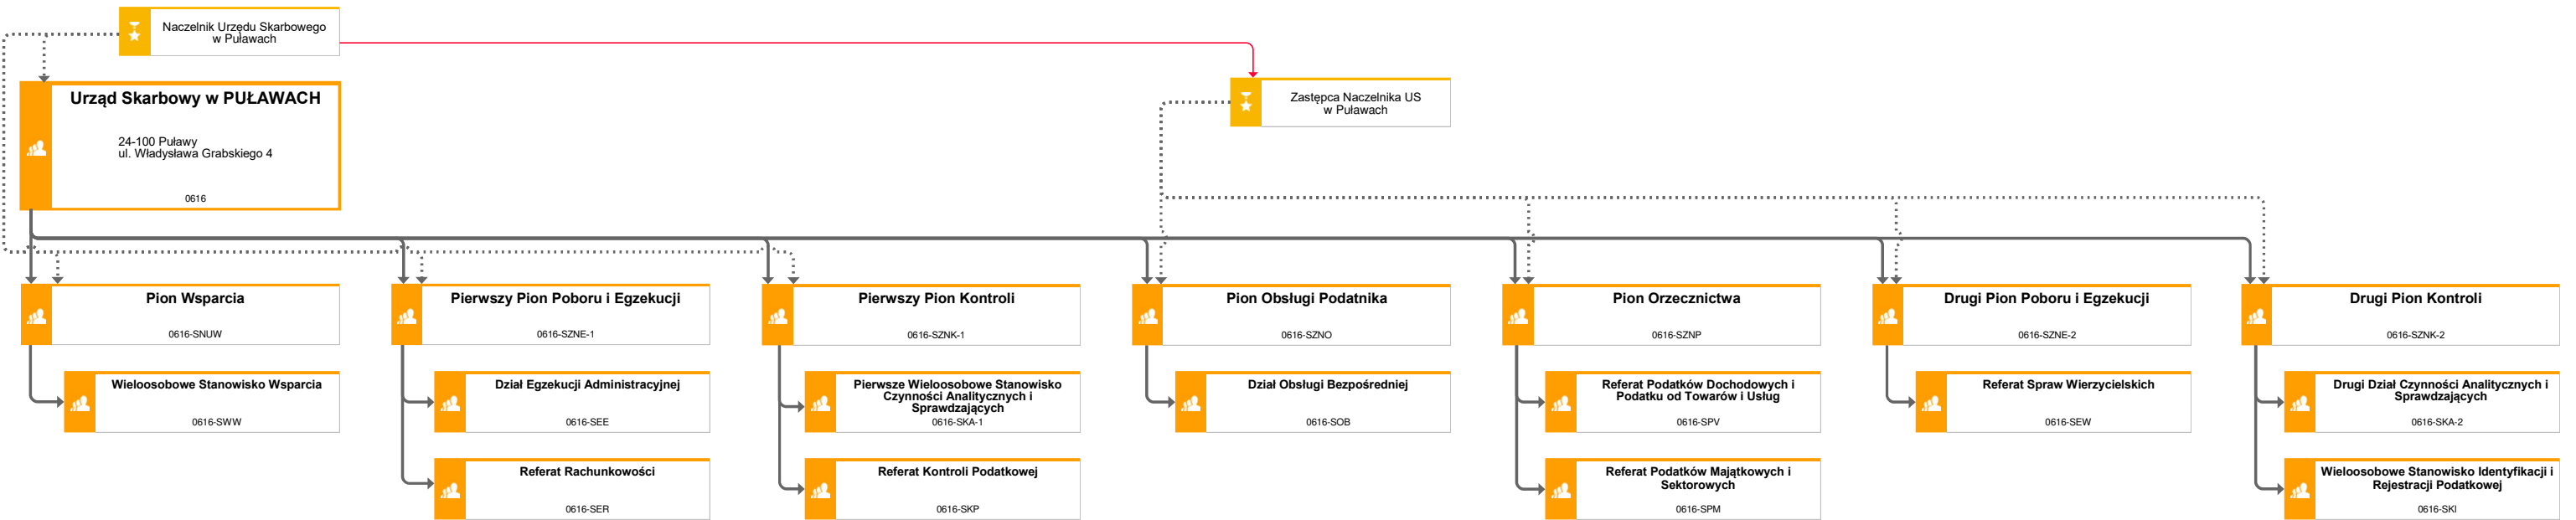 Naczelnik Urzędu Skarbowego
w Puławach
Zastępca Naczelnika US
w Puławach
Urząd Skarbowy w PUŁAWACH
24-100 Puławy
ul. Władysława Grabskiego 4
0616
Pion Wsparcia
0616-SNUW
Pierwszy Pion Poboru i Egzekucji
0616-SZNE-1
Pierwszy Pion Kontroli
0616-SZNK-1
Pion Obsługi Podatnika
0616-SZNO
Pion Orzecznictwa
0616-SZNP
Drugi Pion Poboru i Egzekucji
0616-SZNE-2
Drugi Pion Kontroli
0616-SZNK-2
Wieloosobowe Stanowisko Wsparcia
0616-SWW
Dział Egzekucji Administracyjnej
0616-SEE
Pierwsze Wieloosobowe Stanowisko
Czynności Analitycznych i
Sprawdzających
0616-SKA-1
Dział Obsługi Bezpośredniej
0616-SOB
Referat Podatków Dochodowych i
Podatku od Towarów i Usług
0616-SPV
Referat Spraw Wierzycielskich
0616-SEW
Drugi Dział Czynności Analitycznych i
Sprawdzających
0616-SKA-2
Referat Rachunkowości
0616-SER
Referat Kontroli Podatkowej
0616-SKP
Referat Podatków Majątkowych i
Sektorowych
0616-SPM
Wieloosobowe Stanowisko Identyfikacji i
Rejestracji Podatkowej
0616-SKI